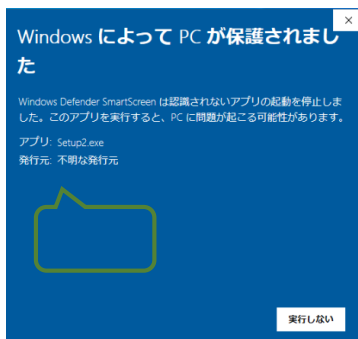 Windows によって PC が保護されまし
た
Windows Defender SmartScreen は認識されないアプリの起動を停止しま
した。このアプリを実行すると、PC に問題が起こる可能性があります。
アプリ: Setup2.exe
発行元: 不明な発行元
実行しない